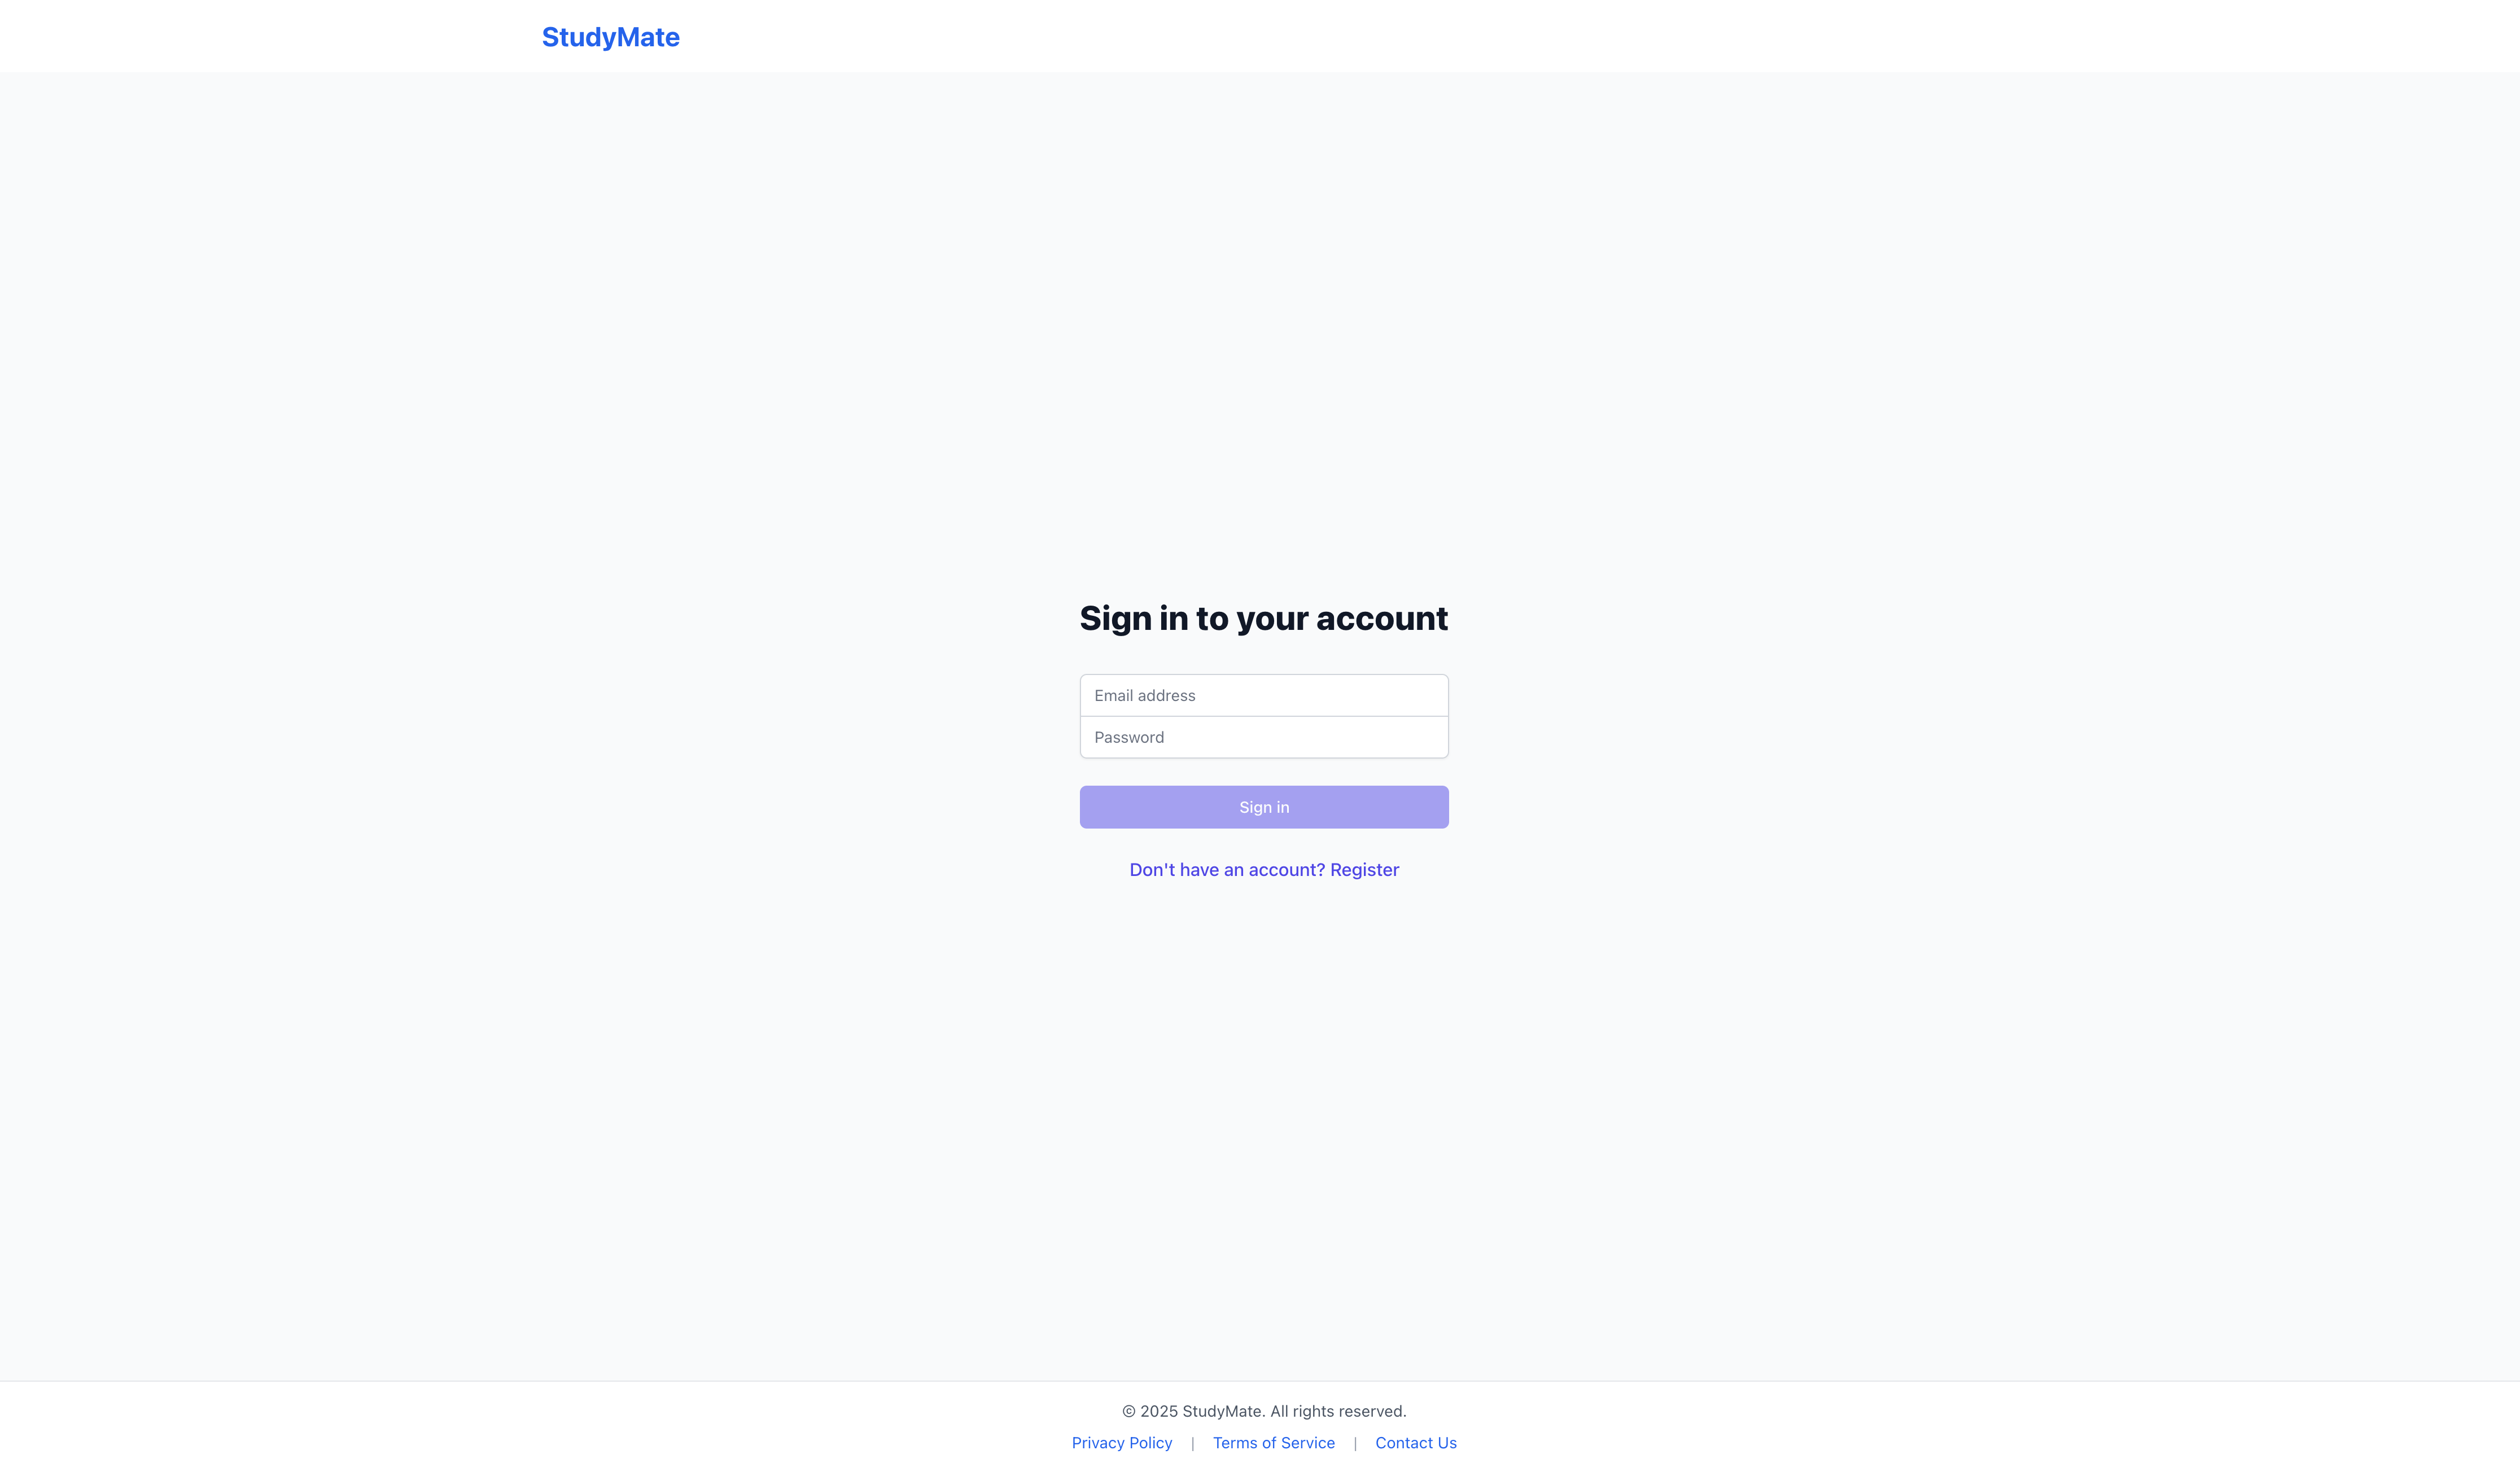 StudyMate
Sign in to your account
Email address
Password
Sign in
Don't have an account? Register
© 2025 StudyMate. All rights reserved.
Privacy Policy | Terms of Service | Contact Us